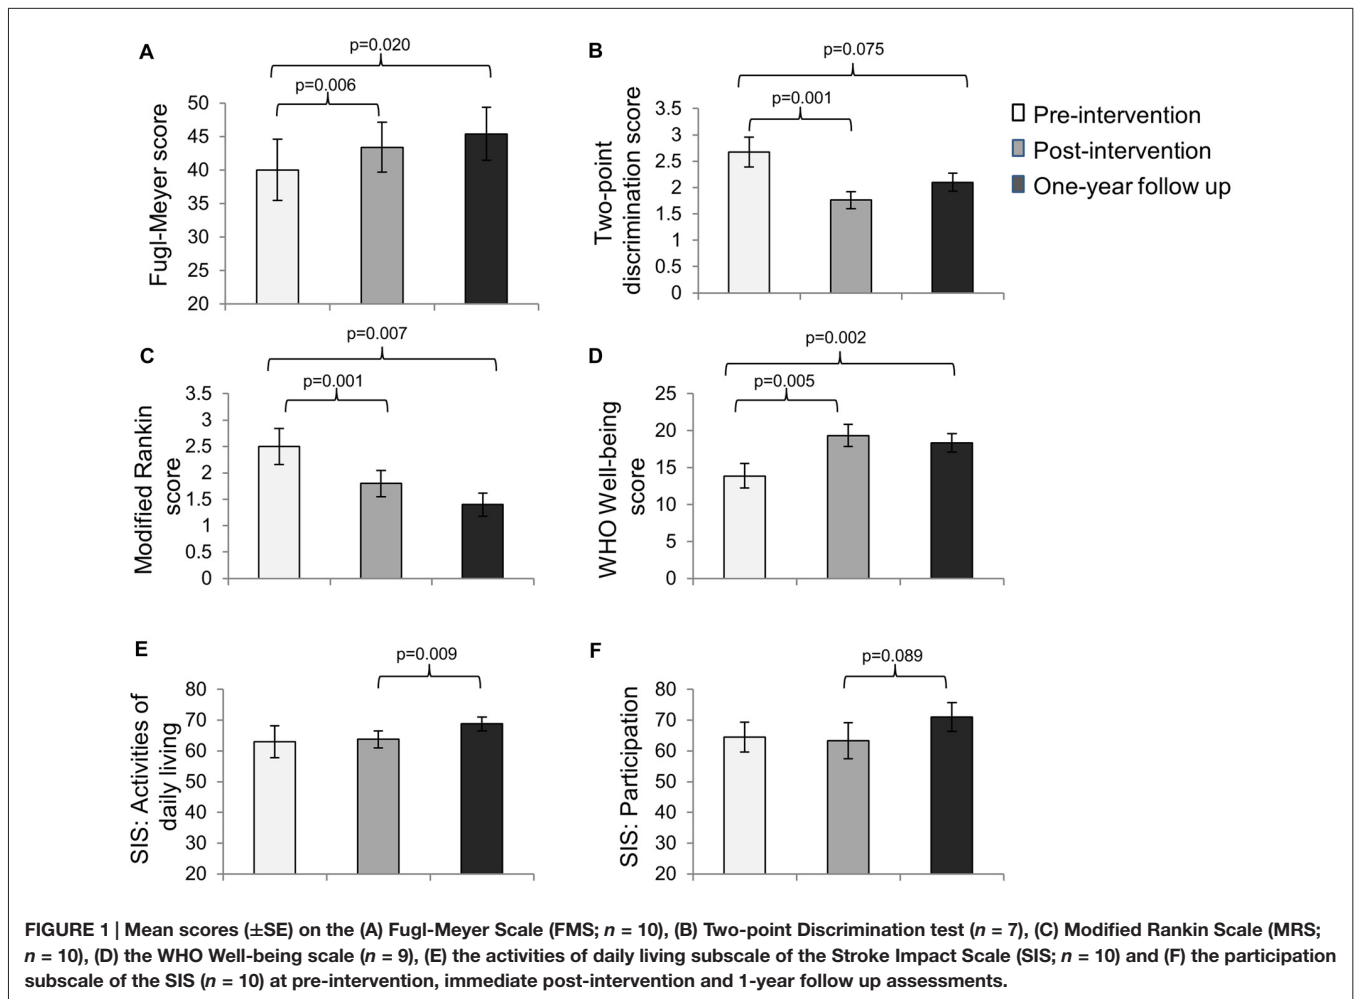 A
p=0.020
p=0.006
Fugl-Meyer score
50
45
40
35
30
25
20
B
p=0.075
p=0.001
Two-point
discrimination score
3.5
3
2.5
2
1.5
1
0.5
0
Pre-intervention
Post-intervention
One-year follow up
C
p=0.007
p=0.001
Modified Rankin
score
3.5
3
2.5
2
1.5
1
0.5
0
D
p=0.002
p=0.005
WHO Well-being
score
25
20
15
10
5
0
E
p=0.009
SIS: Activities of
daily living
80
70
60
50
40
30
20
F
p=0.089
SIS: Participation
80
70
60
50
40
30
20
FIGURE 1 | Mean scores (±SE) on the (A) Fugl-Meyer Scale (FMS; n = 10), (B) Two-point Discrimination test (n = 7), (C) Modified Rankin Scale (MRS;
n = 10), (D) the WHO Well-being scale (n = 9), (E) the activities of daily living subscale of the Stroke Impact Scale (SIS; n = 10) and (F) the participation
subscale of the SIS (n = 10) at pre-intervention, immediate post-intervention and 1-year follow up assessments.